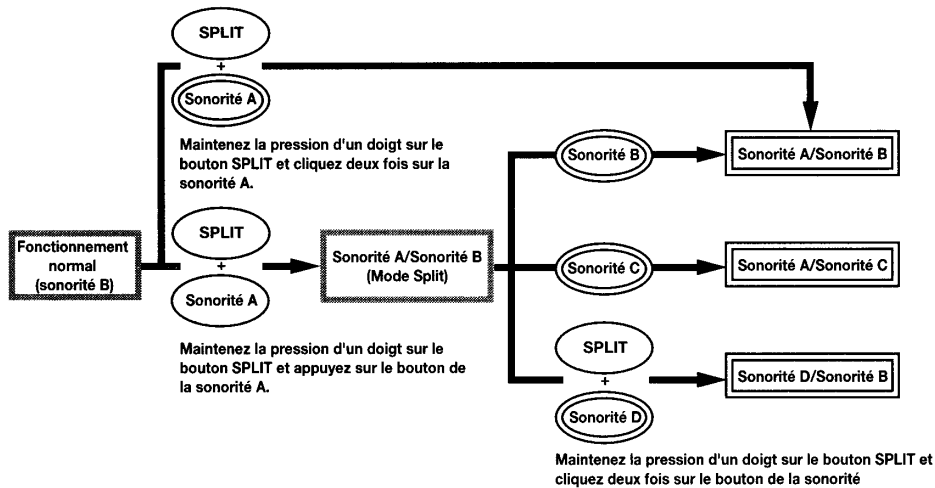 SPLIT
+
Sonorité A
Maintenez la pression d'un doigt sur le
bouton SPLIT et cliquez deux fois sur la
sonorité A.
Sonorité B
Sonorité A/Sonorité B
Fonctionnement
normal
(sonorité B)
SPLIT
+
Sonorité A
Sonorité A/Sonorité B
(Mode Split)
Sonorité C
Sonorité A/Sonorité C
Maintenez la pression d'un doigt sur le
bouton SPLIT et appuyez sur le bouton de
la sonorité A.
SPLIT
+
Sonorité D
Sonorité D/Sonorité B
Maintenez la pression d'un doigt sur le bouton SPLIT et
cliquez deux fois sur le bouton de la sonorité